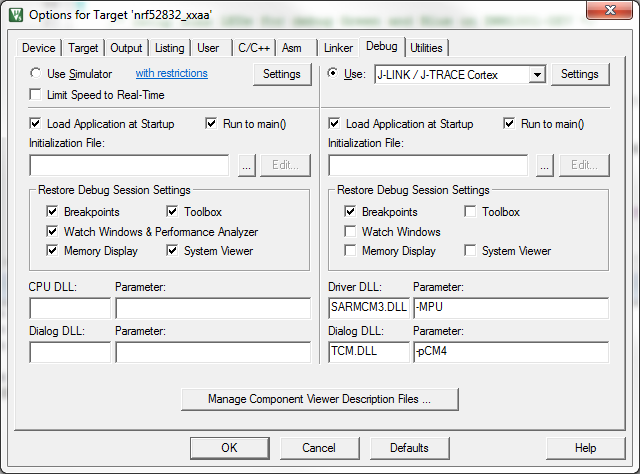 Options for Target 'nrf52832_xxaa'
Device Target Output Listing User C/C++ Asm Linker Debug Utilities
Use Simulator with restrictions Settings Use: J-LINK / J-TRACE Cortex Settings
Limit Speed to Real-Time
Load Application at Startup Run to main() Load Application at Startup Run to main()
Initialization File: Initialization File:
... Edit... ... Edit...
Restore Debug Session Settings Restore Debug Session Settings
Breakpoints Toolbox Breakpoints Toolbox
Watch Windows & Performance Analyzer Watch Windows
Memory Display System Viewer Memory Display System Viewer
CPU DLL: Parameter: Driver DLL: Parameter:
SARMCM3.DLL -MPU
Dialog DLL: Parameter: Dialog DLL: Parameter:
TCM.DLL -pCM4
Manage Component Viewer Description Files ...
OK Cancel Defaults Help